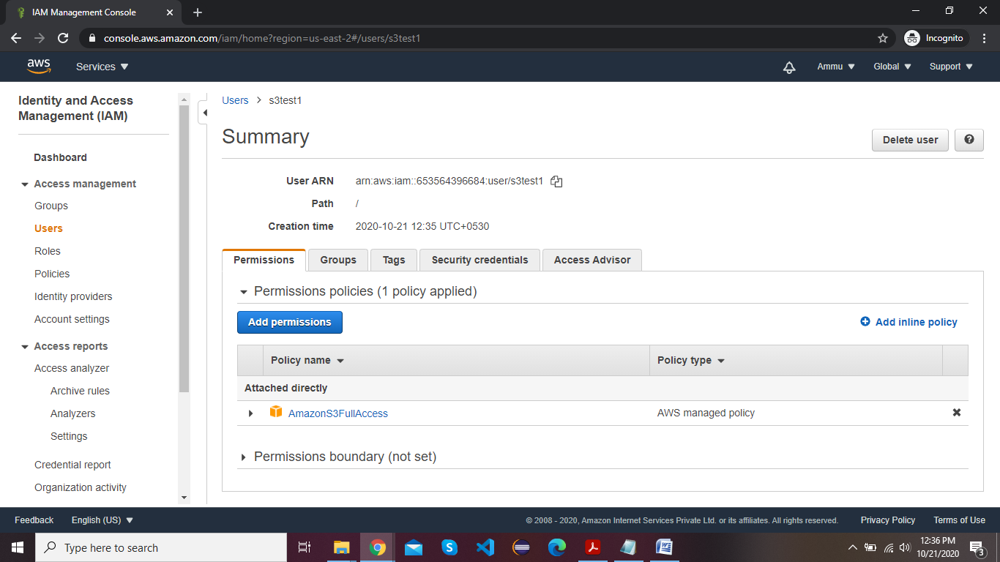 IAM Management Console
console.aws.amazon.com/iam/home?region=us-east-2#/users/s3test1
Incognito
aws
Services
Ammu
Global
Support
Identity and Access
Management (IAM)
Dashboard
Access management
Groups
Users
Roles
Policies
Identity providers
Account settings
Access reports
Access analyzer
Archive rules
Analyzers
Settings
Credential report
Organization activity
Users > s3test1
Summary
Delete user
User ARN arn:aws:iam::653564396684:user/s3test1
Path /
Creation time 2020-10-21 12:35 UTC+0530
Permissions Groups Tags Security credentials Access Advisor
Permissions policies (1 policy applied)
Add permissions
Add inline policy
Policy name Policy type
Attached directly
AmazonS3FullAccess AWS managed policy
Permissions boundary (not set)
Feedback English (US)
© 2008 - 2020, Amazon Internet Services Private Ltd. or its affiliates. All rights reserved. Privacy Policy Terms of Use
Type here to search
12:36 PM
10/21/2020
3